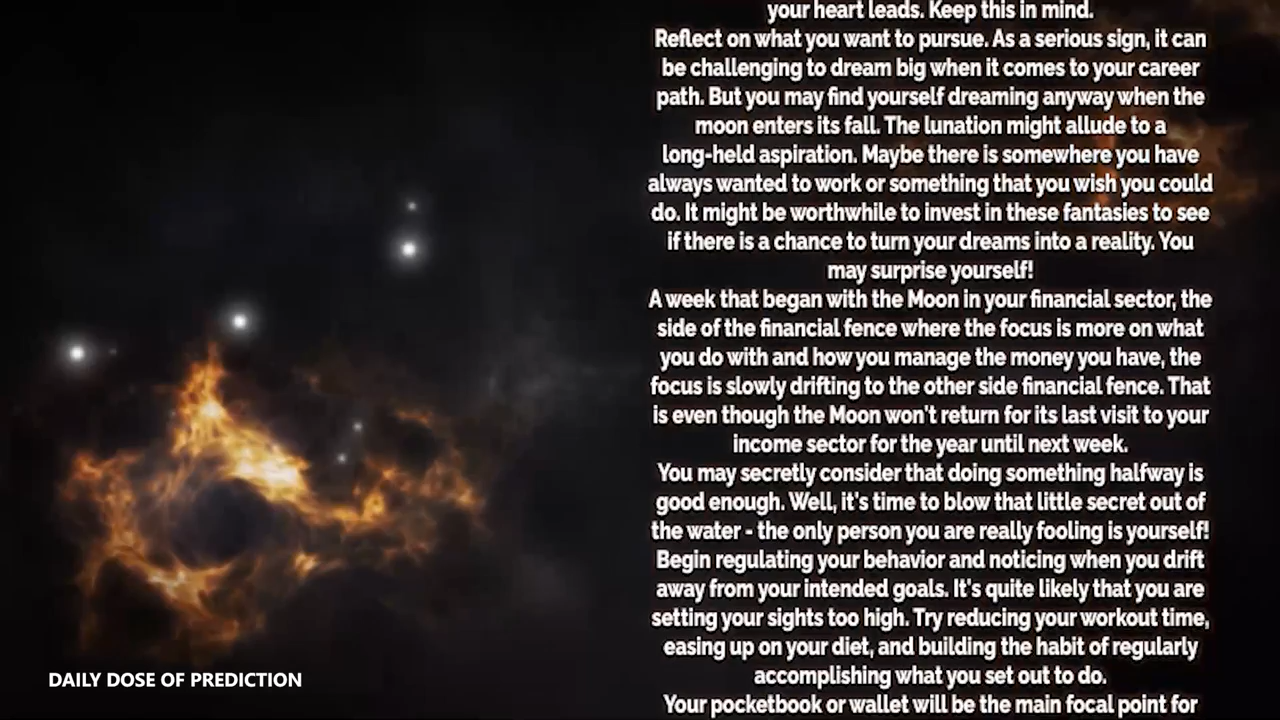 your heart leads. Keep this in mind.
Reflect on what you want to pursue. As a serious sign, it can
be challenging to dream big when it comes to your career
path. But you may find yourself dreaming anyway when the
moon enters its fall. The lunation might allude to a
long-held aspiration. Maybe there is somewhere you have
always wanted to work or something that you wish you could
do. It might be worthwhile to invest in these fantasies to see
if there is a chance to turn your dreams into a reality. You
may surprise yourself!
A week that began with the Moon in your financial sector, the
side of the financial fence where the focus is more on what
you do with and how you manage the money you have, the
focus is slowly drifting to the other side financial fence. That
is even though the Moon won't return for its last visit to your
income sector for the year until next week.
You may secretly consider that doing something halfway is
good enough. Well, it's time to blow that little secret out of
the water - the only person you are really fooling is yourself!
Begin regulating your behavior and noticing when you drift
away from your intended goals. It's quite likely that you are
setting your sights too high. Try reducing your workout time,
easing up on your diet, and building the habit of regularly
accomplishing what you set out to do.
Your pocketbook or wallet will be the main focal point for
DAILY DOSE OF PREDICTION